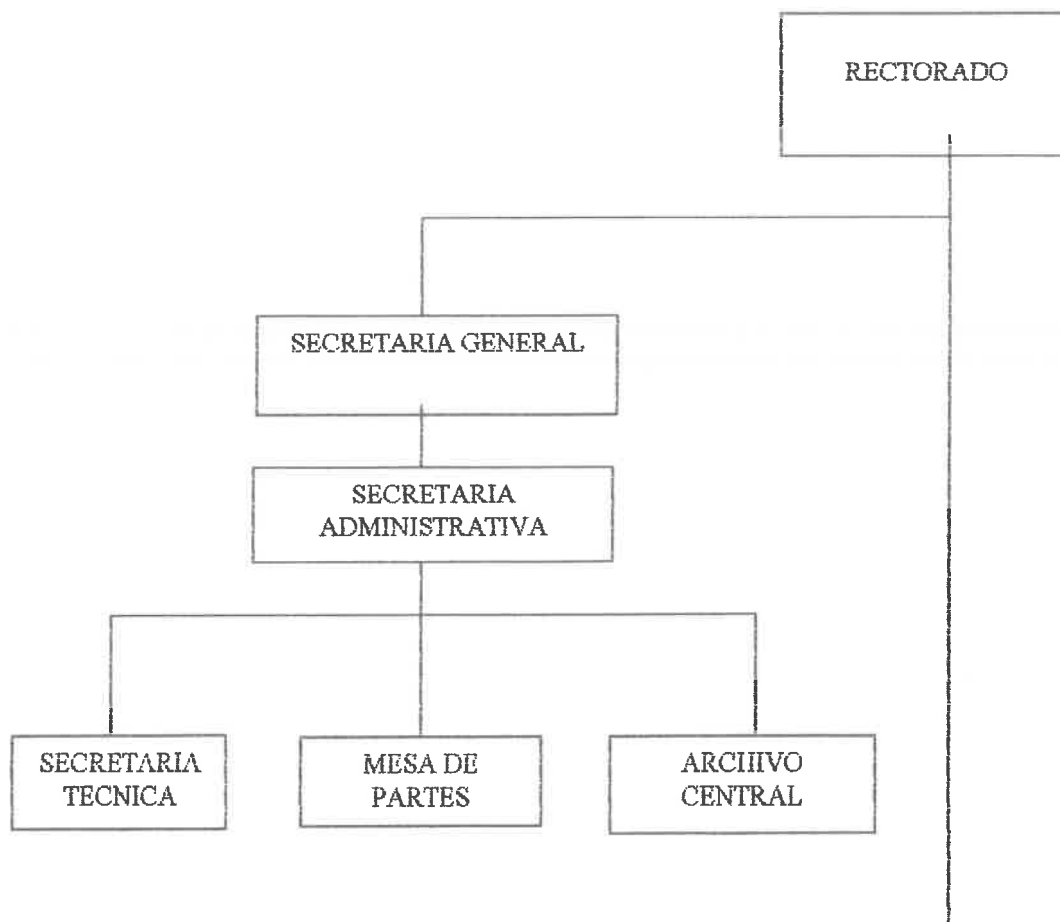 RECTORADO
SECRETARIA GENERAL
SECRETARIA
ADMINISTRATIVA
SECRETARIA
TECNICA
MESA DE
PARTES
ARCHIVO
CENTRAL